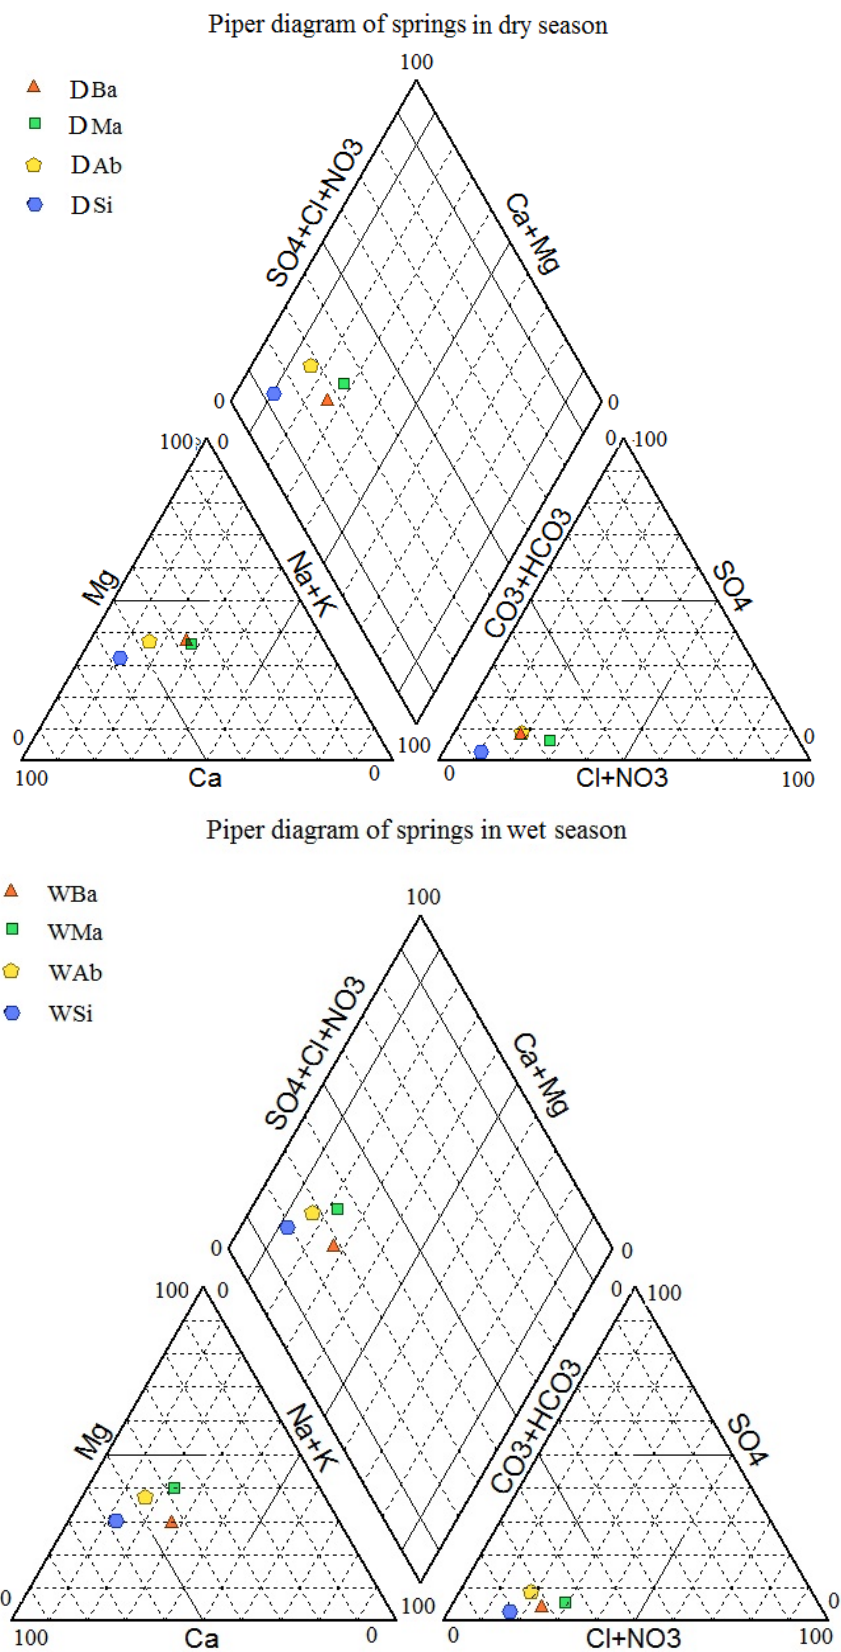 Piper diagram of springs in dry season
100
DBa
DMa
DAb
DSi
SO4+Cl+NO3
Ca+Mg
0
0
100
0
0
100
Mg
Na+K
CO3+HCO3
SO4
0
100
0
100
Ca
0
0
Cl+NO3
100
Piper diagram of springs in wet season
WBa
100
WMa
WAb
WSi
SO4+Cl+NO3
Ca+Mg
0
0
100
0
0
100
Mg
Na+K
CO3+HCO3
SO4
0
100
0
100
Ca
0
0
Cl+NO3
100